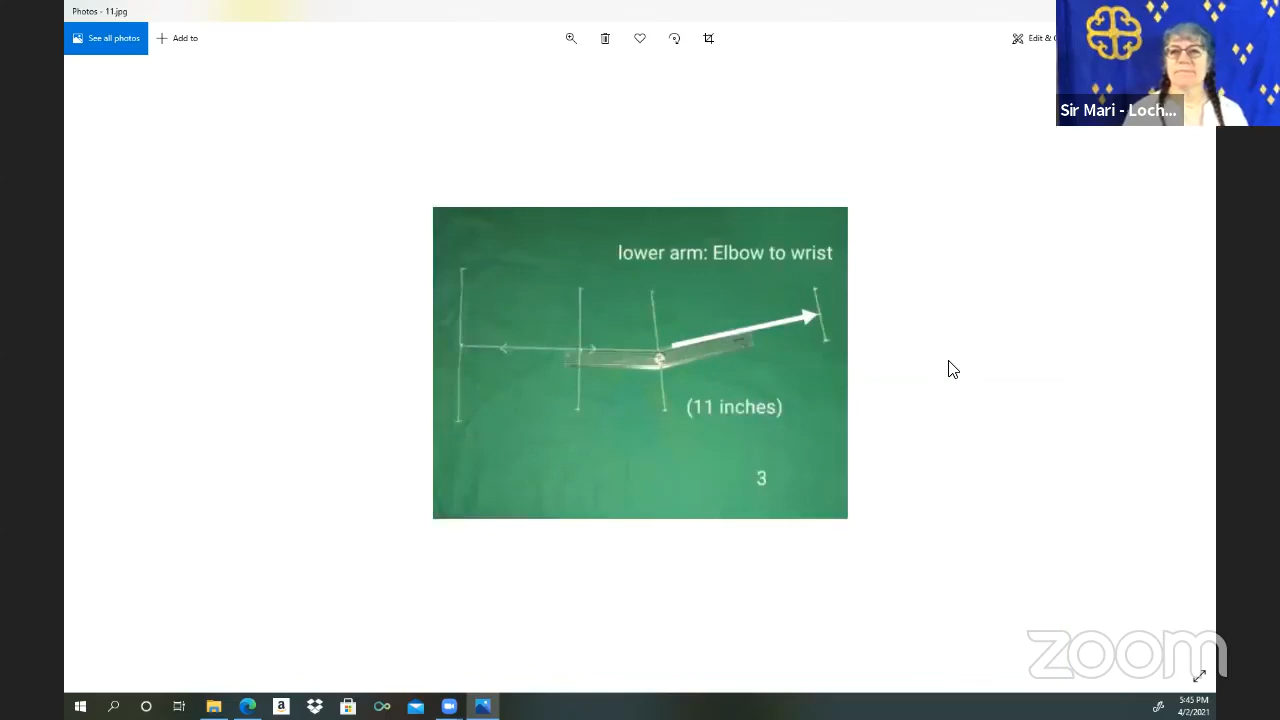 Photos - 11.jpg
See all photos
Add to
Edit & C
Sir Mari - Loch...
lower arm: Elbow to wrist
(11 inches)
3
zoom
5:45 PM
4/2/2021